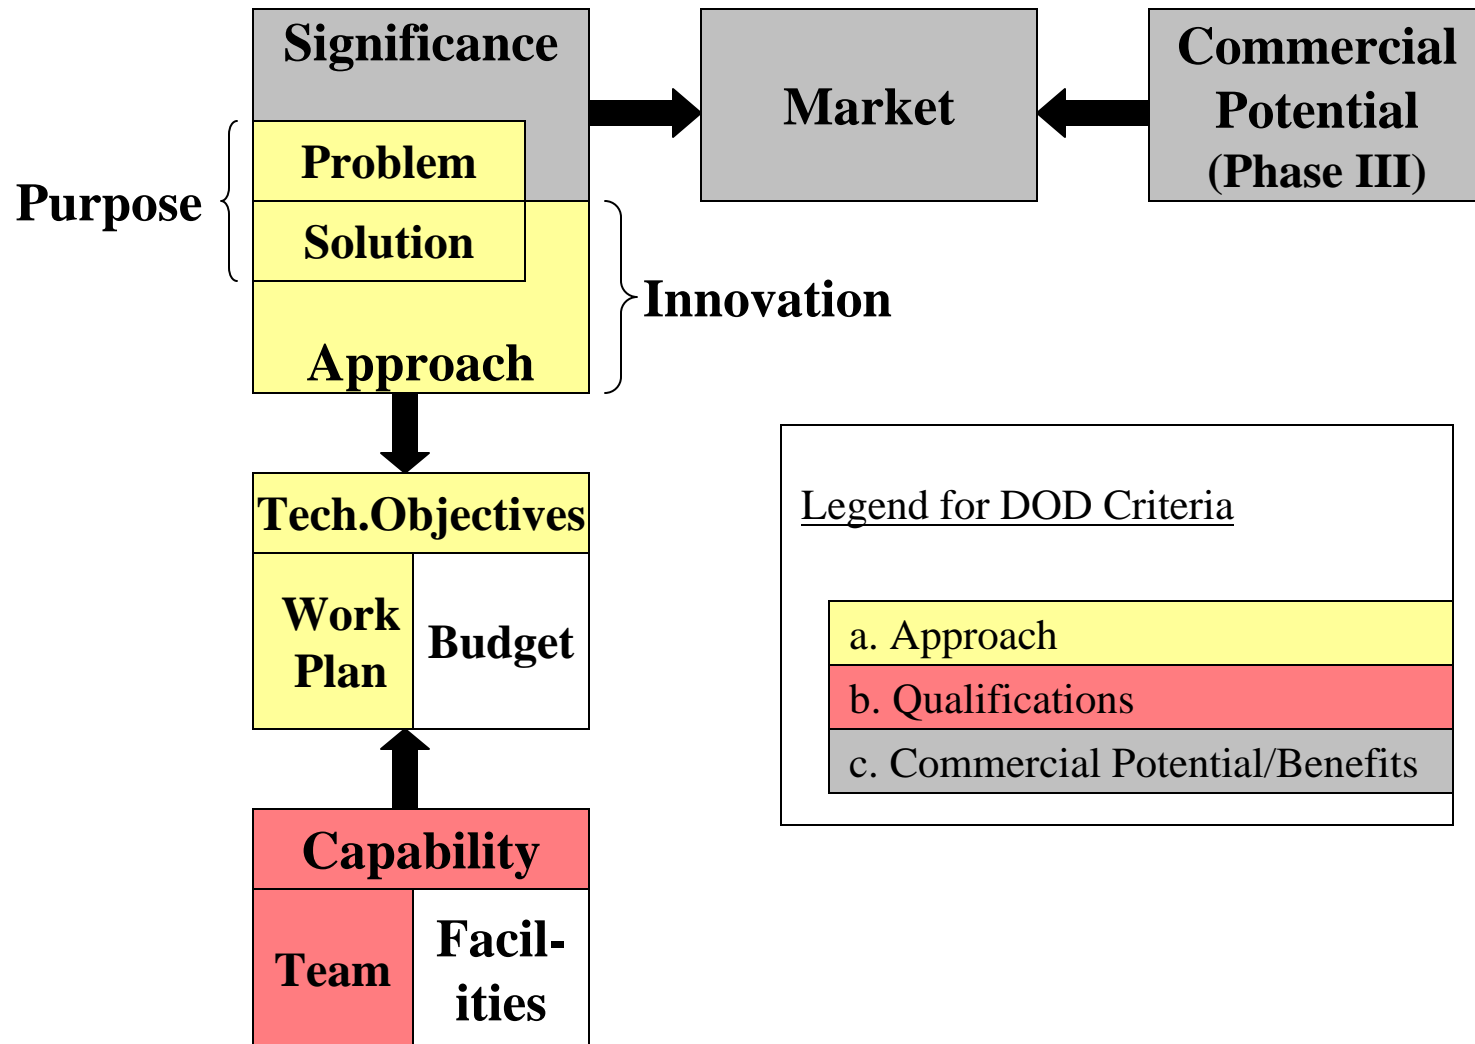 Significance
Market
Commercial
Potential
(Phase III)
Problem
Purpose
Solution
Innovation
Approach
Tech.Objectives
Work
Plan
Budget
Capability
Team
Facil-
ities
Legend for DOD Criteria
a. Approach
b. Qualifications
c. Commercial Potential/Benefits